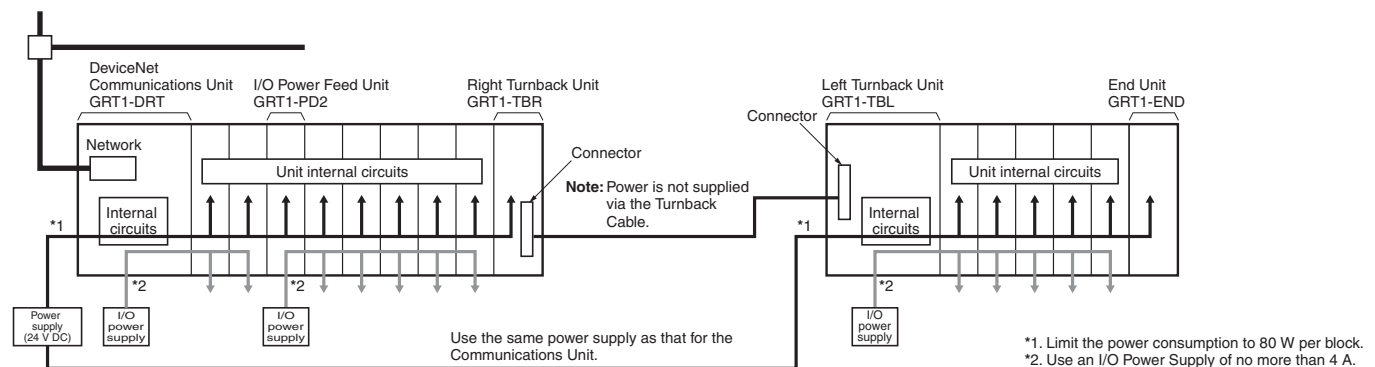 DeviceNet
Communications Unit
GRT1-DRT
I/O Power Feed Unit
GRT1-PD2
Right Turnback Unit
GRT1-TBR
Left Turnback Unit
GRT1-TBL
End Unit
GRT1-END
Connector
Network
Unit internal circuits
Connector
Unit internal circuits
Note: Power is not supplied
via the Turnback
Cable.
Internal
circuits
*1
Internal
circuits
*1
*2
*2
*2
Power
supply
(24 V DC)
I/O
power
supply
I/O
power
supply
I/O
power
supply
Use the same power supply as that for the
Communications Unit.
*1. Limit the power consumption to 80 W per block.
*2. Use an I/O Power Supply of no more than 4 A.